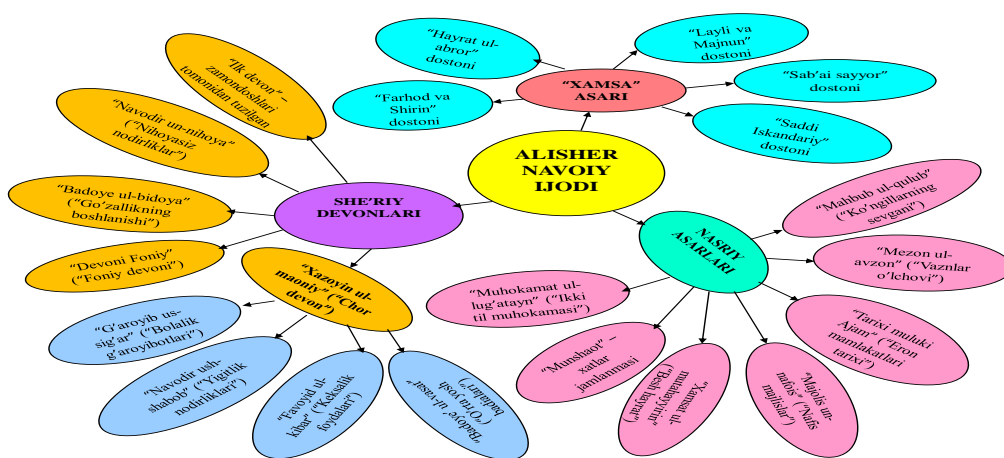 "Hayrat ul-
abror"
dostoni
"Layli va
Majnun"
dostoni
"Sab'ai sayyor"
dostoni
"Saddi
Iskandariy"
dostoni
"Farhod va
Shirin"
dostoni
"XAMSA"
ASARI
ALISHER
NAVOIY
IJODI
SHE'RIY
DEVONLARI
"Ilk devon" –
zamondoshlari
tomonidan tuzilgan
"Navodir un-nihoya"
("Nihoyasiz
nodirliklar")
"Badoye ul-bidoya"
("Go'zallikning
boshlanishi")
"Devoni Foniy"
("Foniy devoni")
"Xazoyin ul-
maoniy" ("Chor
devon")
"G'aroyib us-
sig'ar" ("Bolalik
g'aroyibotlari")
"Navodir ush-
shabob" ("Yigitlik
nodirliklari")
"Favoyid ul-
kibar" ("Keksalik
foydalari")
"Badoye' ul-vasat"
("O'rta yosh
badialari")
NASRIY
ASARLARI
"Mahbub ul-qulub"
("Ko'ngillarning
sevgani")
"Mezon ul-
avzon" ("Vaznlar
o'lchovi")
"Tarixi muluki
Ajam" ("Eron
mamlakatlari
tarixi")
"Majolis un-
nafois" ("Nafis
majlislar")
"Xamsat ul-
mutahayyirin"
("Besh hayrat")
"Munshaot" –
xatlar
jamlanmasi
"Muhokamat ul-
lug'atayn" ("Ikki
til muhokamasi")